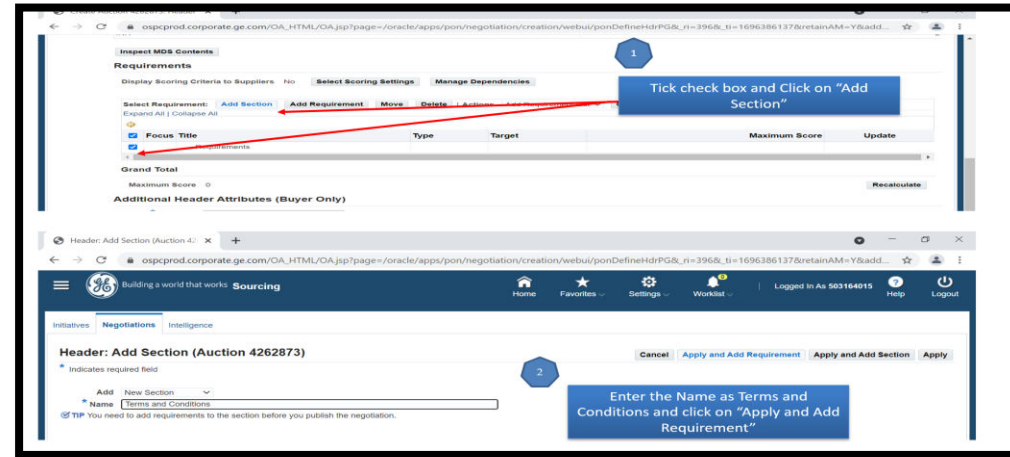 Create Auction 4262873: Header
ospcprod.corporate.ge.com/OA_HTML/OA.jsp?page=/oracle/apps/pon/negotiation/creation/webui/ponDefineHdrPG&_ri=396&_ti=1696386137&retainAM=Y&add...
Inspect MDS Contents
1
Requirements
Display Scoring Criteria to Suppliers No Select Scoring Settings Manage Dependencies
Tick check box and Click on “Add
Section”
Select Requirement: Add Section Add Requirement Move Delete | Actions
Expand All | Collapse All
Focus Title Type Target Maximum Score Update
Requirements
Grand Total
Maximum Score 0 Recalculate
Additional Header Attributes (Buyer Only)
Header: Add Section (Auction 42
ospcprod.corporate.ge.com/OA_HTML/OA.jsp?page=/oracle/apps/pon/negotiation/creation/webui/ponDefineHdrPG&_ri=396&_ti=1696386137&retainAM=Y&add...
Building a world that works Sourcing
Home Favorites Settings Worklist Logged In As 503164015 Help Logout
Initiatives Negotiations Intelligence
Header: Add Section (Auction 4262873) Cancel Apply and Add Requirement Apply and Add Section Apply
* Indicates required field
2
Add New Section
* Name Terms and Conditions
TIP You need to add requirements to the section before you publish the negotiation.
Enter the Name as Terms and
Conditions and click on “Apply and Add
Requirement”